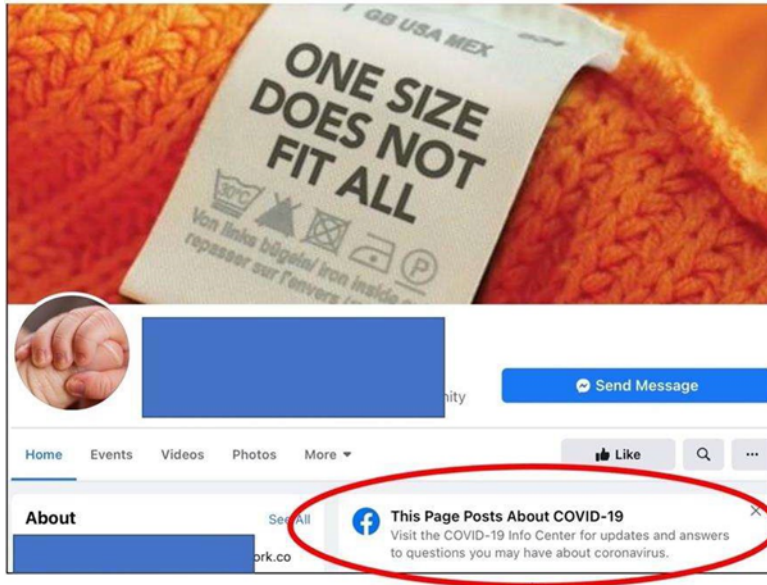 GB USA MEX
ONE SIZE
DOES NOT
FIT ALL
30°C
P
Von links bügeln/ iron inside
repasser sur l'envers
nity
Send Message
Home Events Videos Photos More
Like
About
See All
ork.co
This Page Posts About COVID-19
Visit the COVID-19 Info Center for updates and answers
to questions you may have about coronavirus.